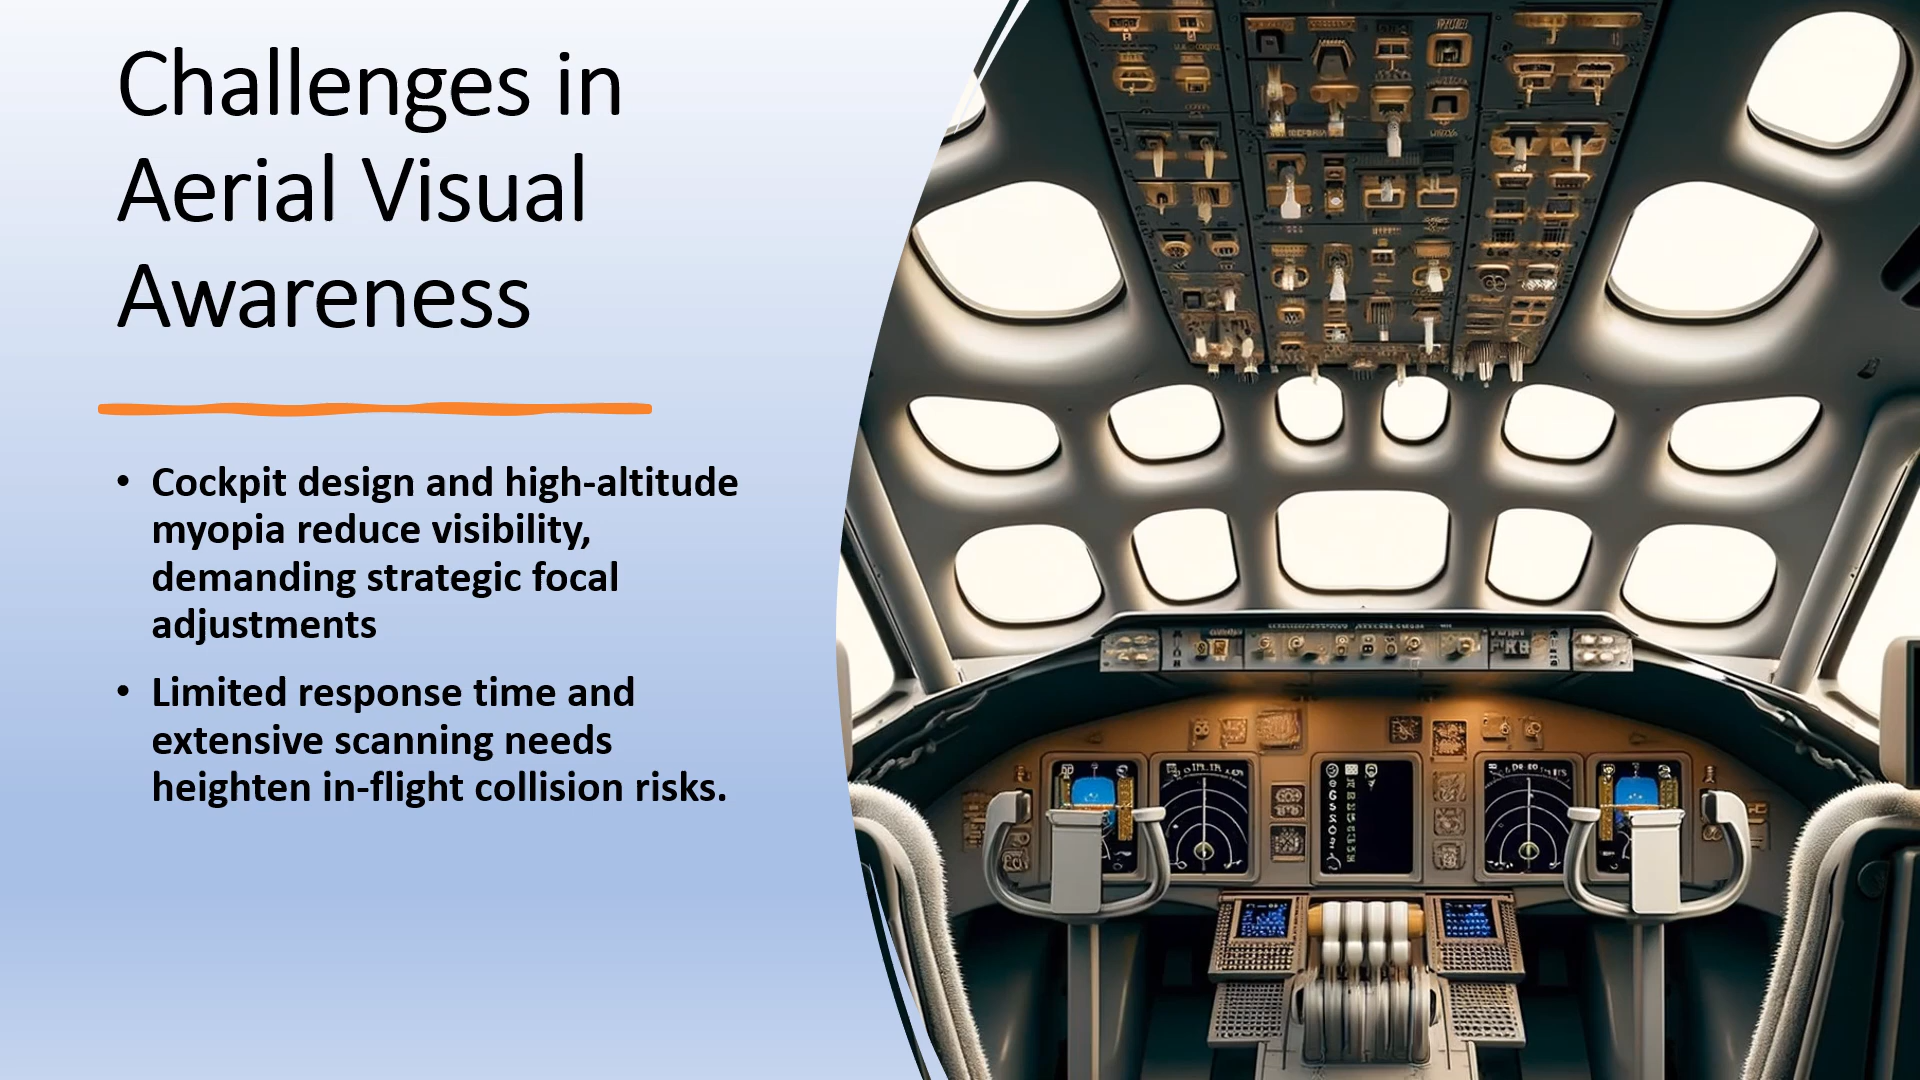 Challenges in
Aerial Visual
Awareness
• Cockpit design and high-altitude
myopia reduce visibility,
demanding strategic focal
adjustments
• Limited response time and
extensive scanning needs
heighten in-flight collision risks.